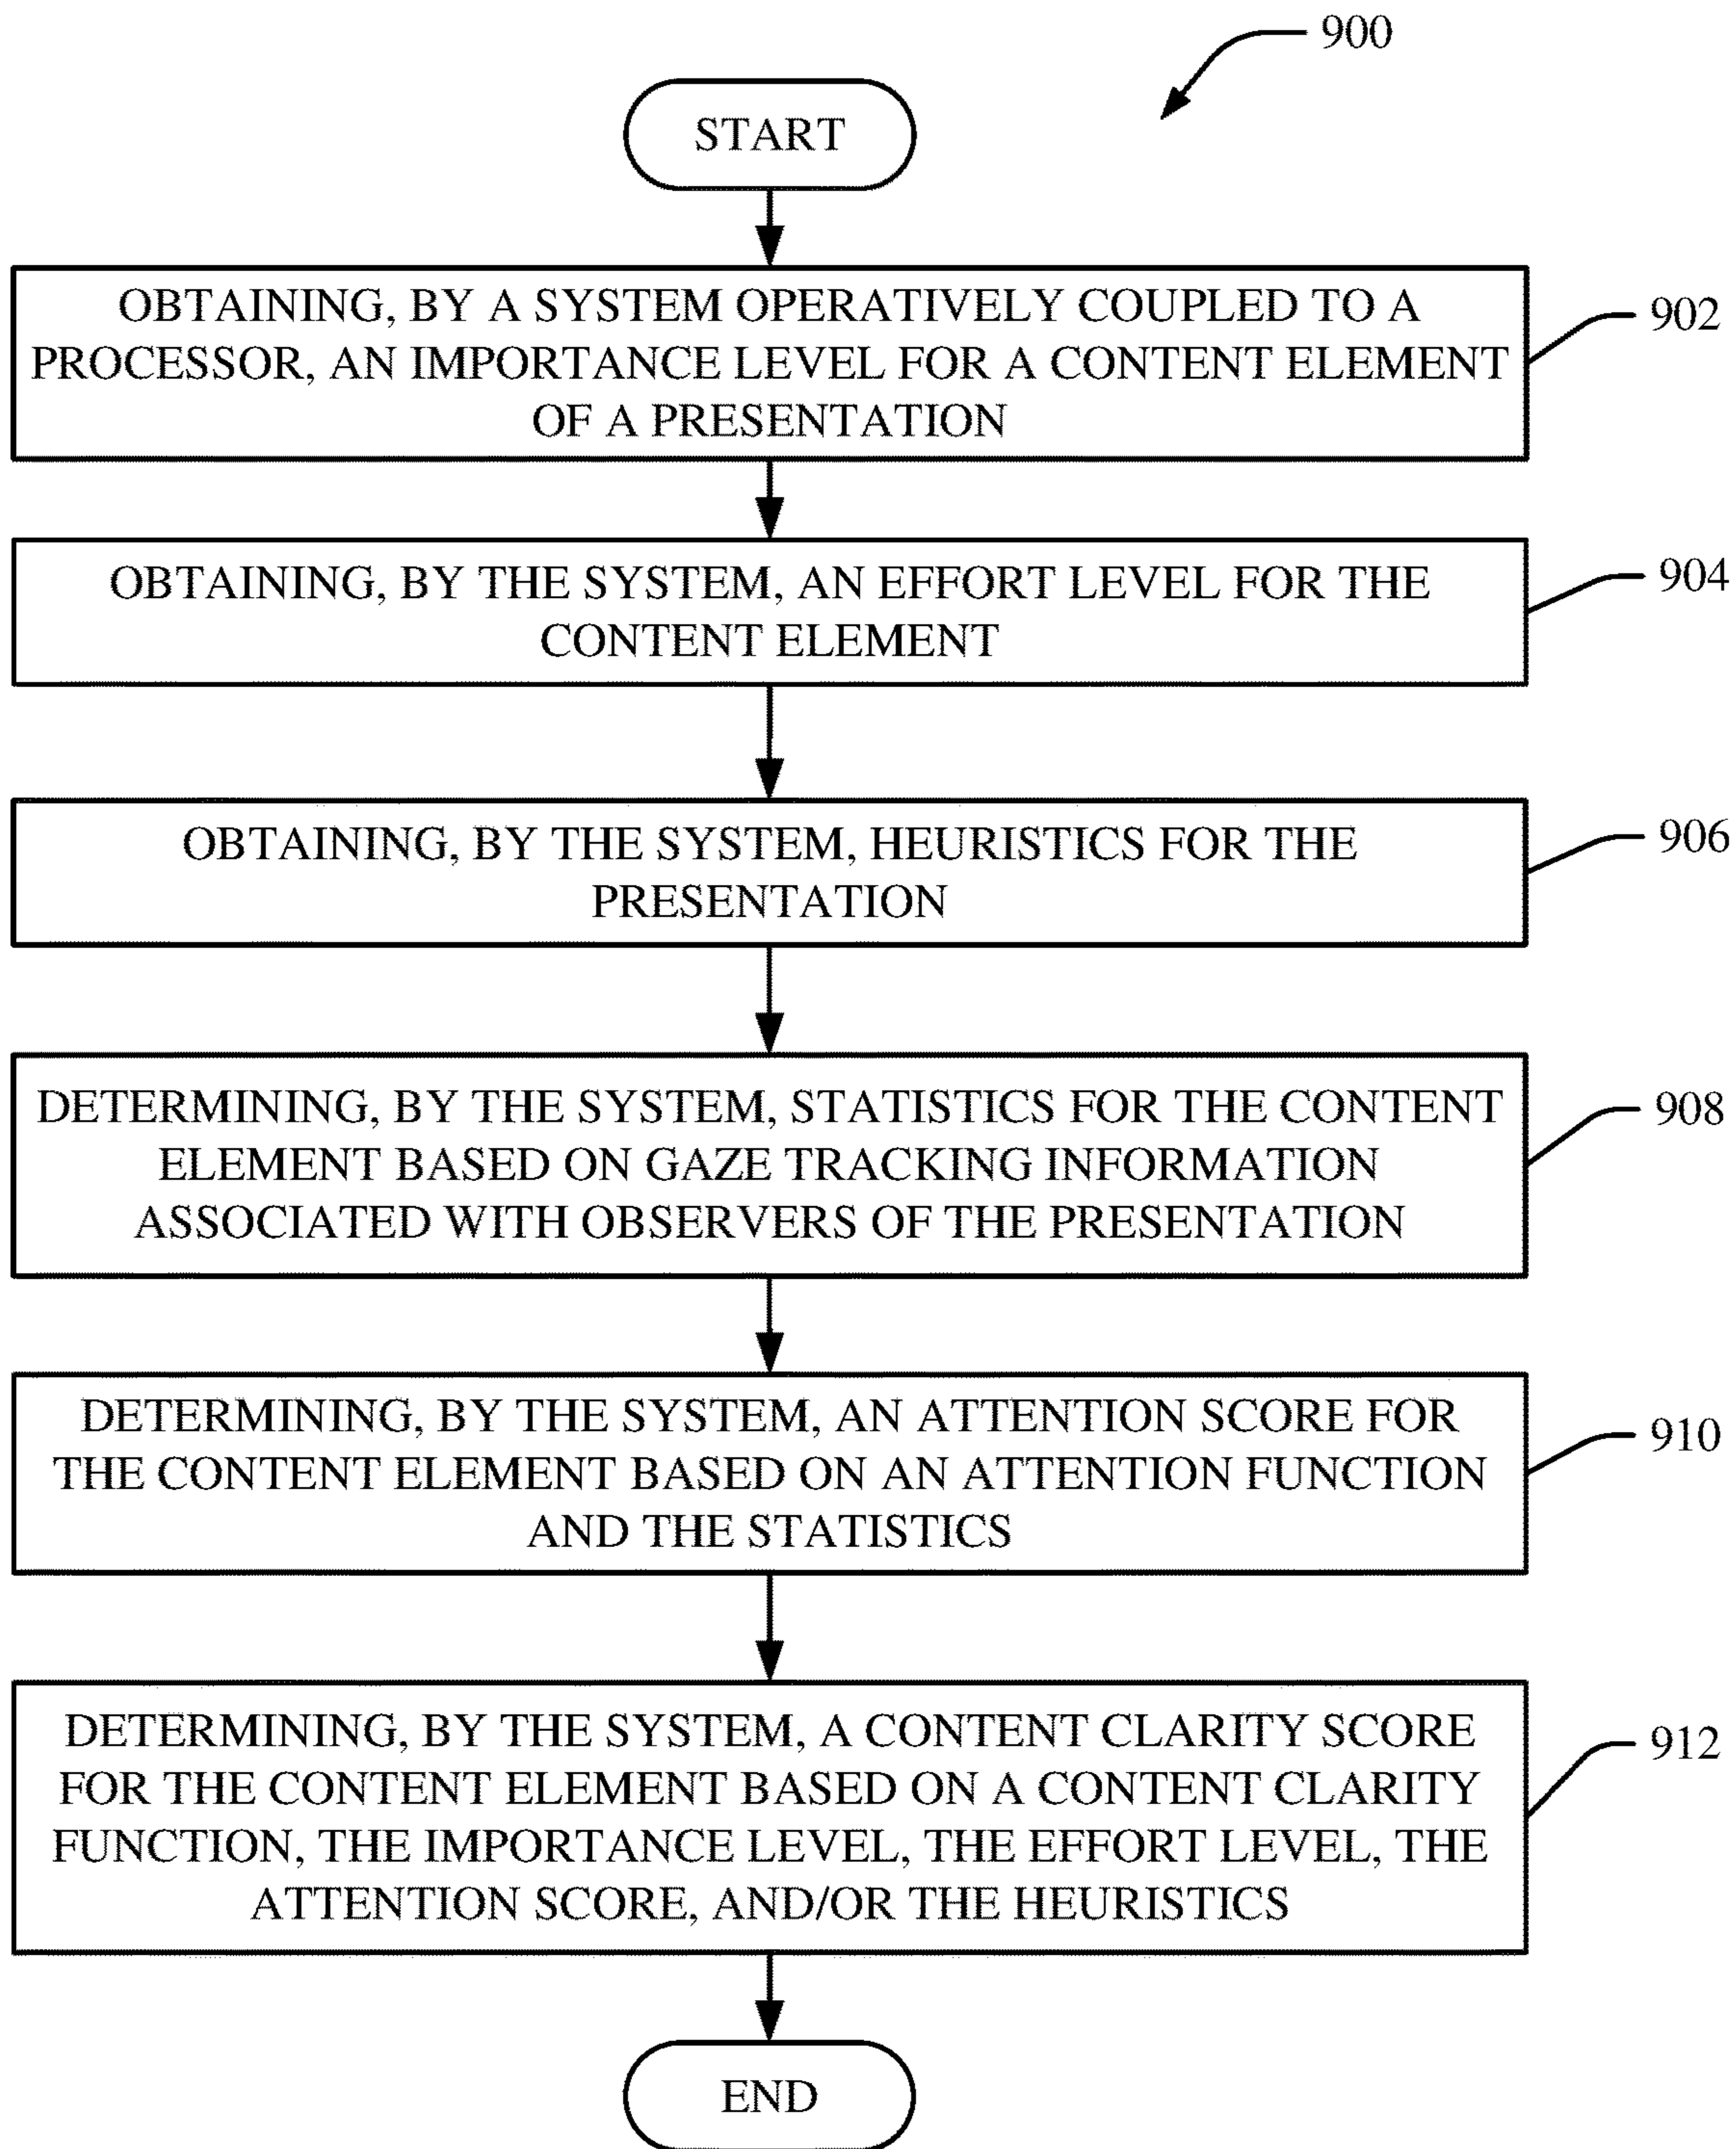 900
START
OBTAINING, BY A SYSTEM OPERATIVELY COUPLED TO A
PROCESSOR, AN IMPORTANCE LEVEL FOR A CONTENT ELEMENT
OF A PRESENTATION
902
OBTAINING, BY THE SYSTEM, AN EFFORT LEVEL FOR THE
CONTENT ELEMENT
904
OBTAINING, BY THE SYSTEM, HEURISTICS FOR THE
PRESENTATION
906
DETERMINING, BY THE SYSTEM, STATISTICS FOR THE CONTENT
ELEMENT BASED ON GAZE TRACKING INFORMATION
ASSOCIATED WITH OBSERVERS OF THE PRESENTATION
908
DETERMINING, BY THE SYSTEM, AN ATTENTION SCORE FOR
THE CONTENT ELEMENT BASED ON AN ATTENTION FUNCTION
AND THE STATISTICS
910
DETERMINING, BY THE SYSTEM, A CONTENT CLARITY SCORE
FOR THE CONTENT ELEMENT BASED ON A CONTENT CLARITY
FUNCTION, THE IMPORTANCE LEVEL, THE EFFORT LEVEL, THE
ATTENTION SCORE, AND/OR THE HEURISTICS
912
END